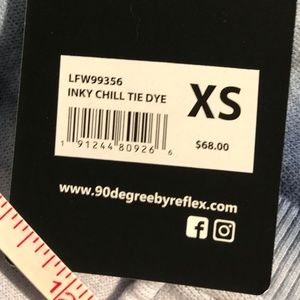 LFW99356
INKY CHILL TIE DYE
XS
1 91244 80926 6
$68.00
www.90degreebyreflex.com
f